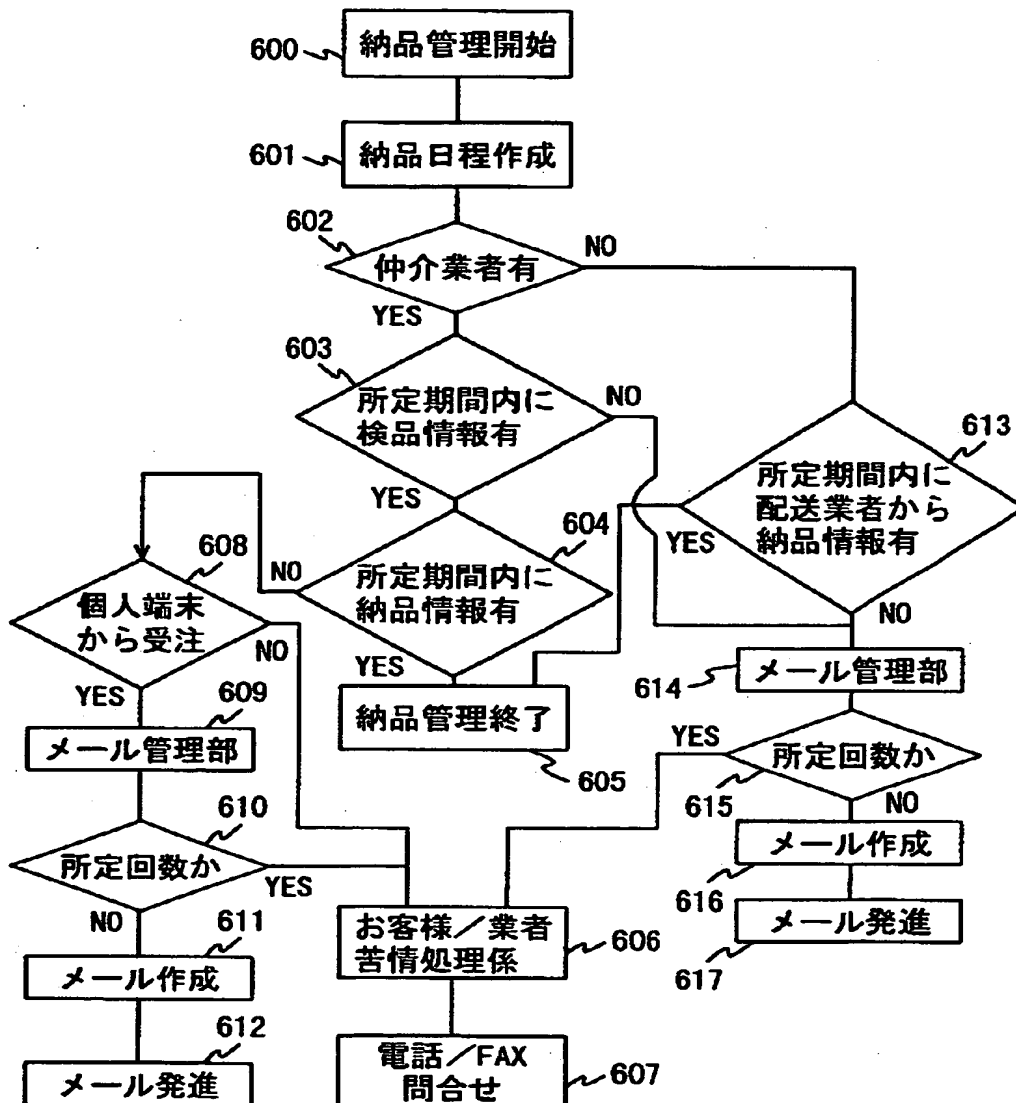 600
納品管理開始
601
納品日程作成
602
仲介業者有
NO
YES
603
所定期間内に
検品情報有
NO
YES
613
所定期間内に
配送業者から
納品情報有
YES
NO
604
所定期間内に
納品情報有
NO
YES
納品管理終了
605
608
個人端末
から受注
NO
YES
609
メール管理部
610
所定回数か
YES
NO
611
メール作成
612
メール発進
614
メール管理部
YES
所定回数か
615
NO
メール作成
616
メール発進
617
お客様/業者
苦情処理係
606
電話/FAX
問合せ
607